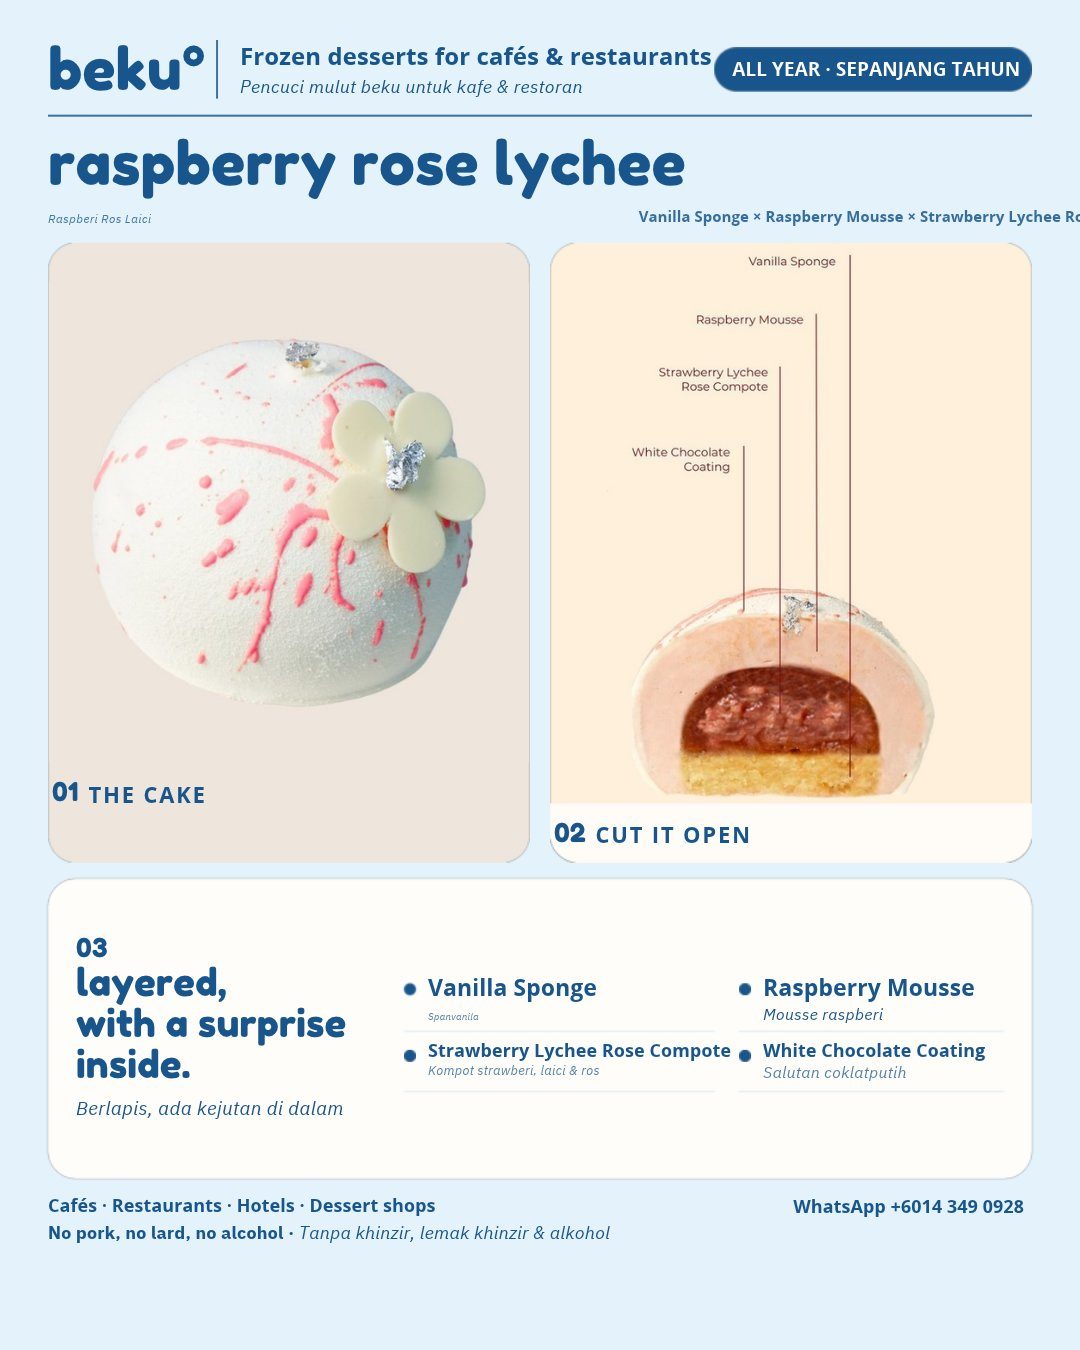 beku°
Frozen desserts for cafés & restaurants
Pencuci mulut beku untuk kafe & restoran
ALL YEAR · SEPANJANG TAHUN
raspberry rose lychee
Raspberi Ros Laici
Vanilla Sponge × Raspberry Mousse × Strawberry Lychee Ro
Vanilla Sponge
Raspberry Mousse
Strawberry Lychee
Rose Compote
White Chocolate
Coating
01 THE CAKE
02 CUT IT OPEN
03
layered,
with a surprise
inside.
Berlapis, ada kejutan di dalam
Vanilla Sponge
Spanvanila
Raspberry Mousse
Mousse raspberi
Strawberry Lychee Rose Compote
Kompot strawberi, laici & ros
White Chocolate Coating
Salutan coklatputih
Cafés · Restaurants · Hotels · Dessert shops
WhatsApp +6014 349 0928
No pork, no lard, no alcohol · Tanpa khinzir, lemak khinzir & alkohol